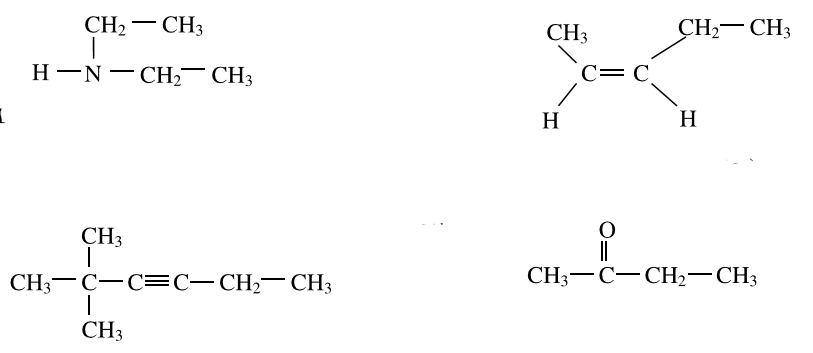 CH₂ — CH₃
H — N — CH₂ — CH₃
CH₃ CH₂ — CH₃
C = C
H H
CH₃
CH₃ — C — C ≡ C — CH₂ — CH₃
CH₃
O
CH₃ — C — CH₂ — CH₃